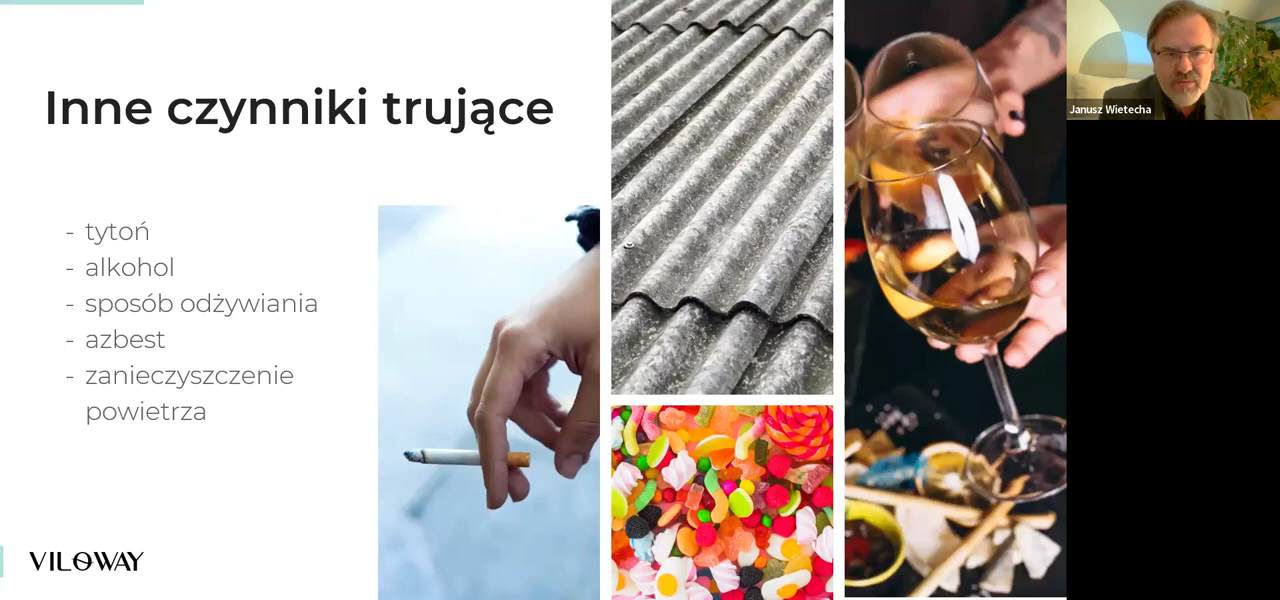 Inne czynniki trujące
- tytoń
- alkohol
- sposób odżywiania
- azbest
- zanieczyszczenie
powietrza
VILOWAY
Janusz Wietecha